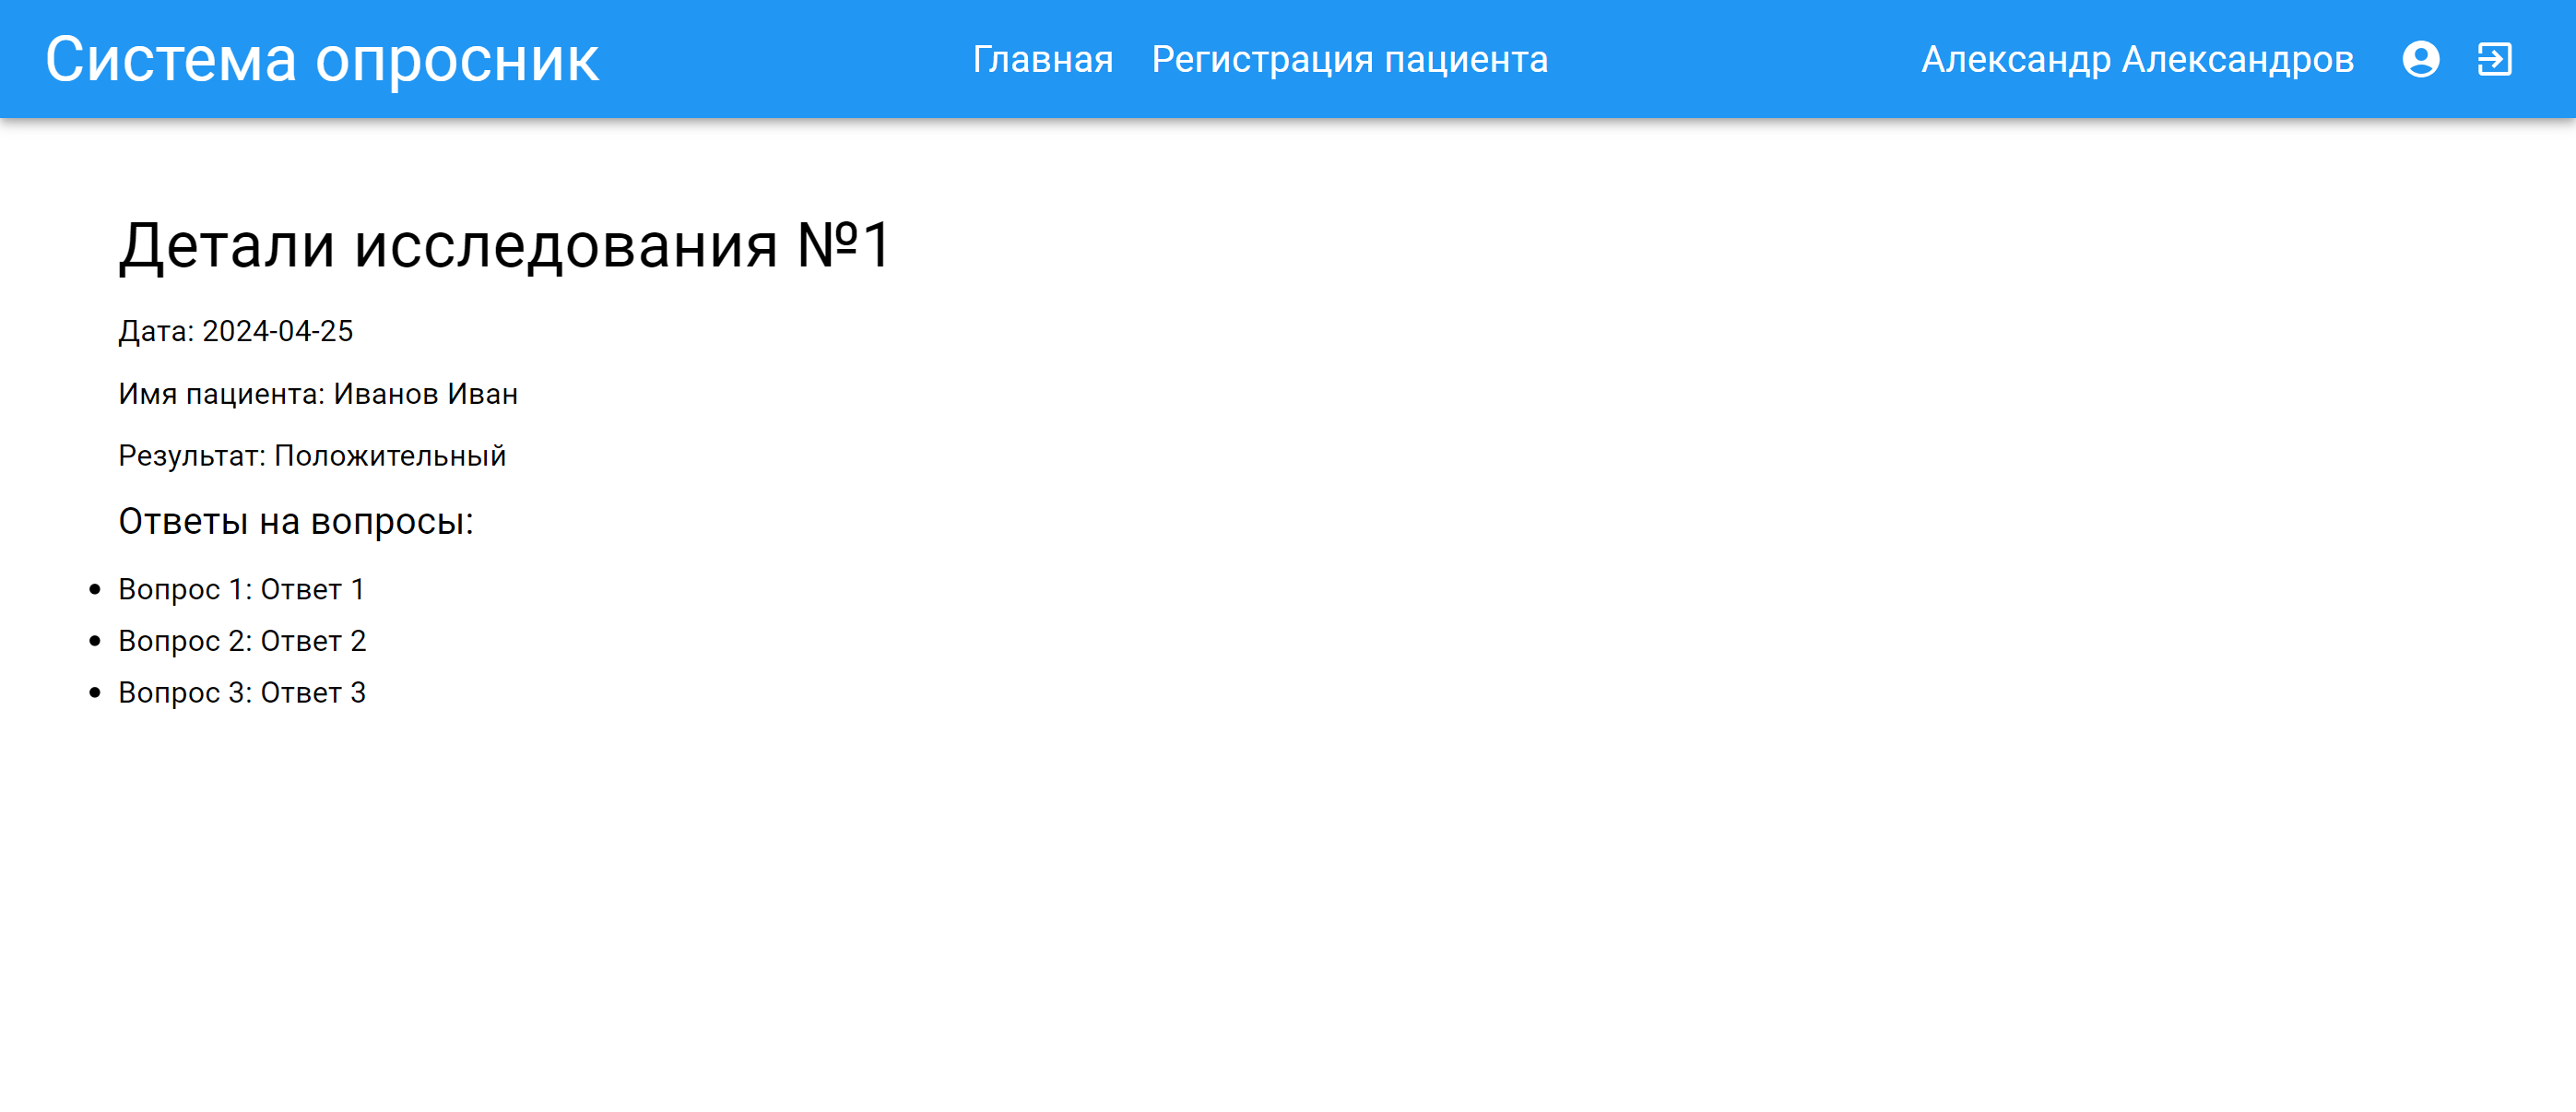 Система опросник
Главная Регистрация пациента
Александр Александров
Детали исследования №1
Дата: 2024-04-25
Имя пациента: Иванов Иван
Результат: Положительный
Ответы на вопросы:
Вопрос 1: Ответ 1
Вопрос 2: Ответ 2
Вопрос 3: Ответ 3